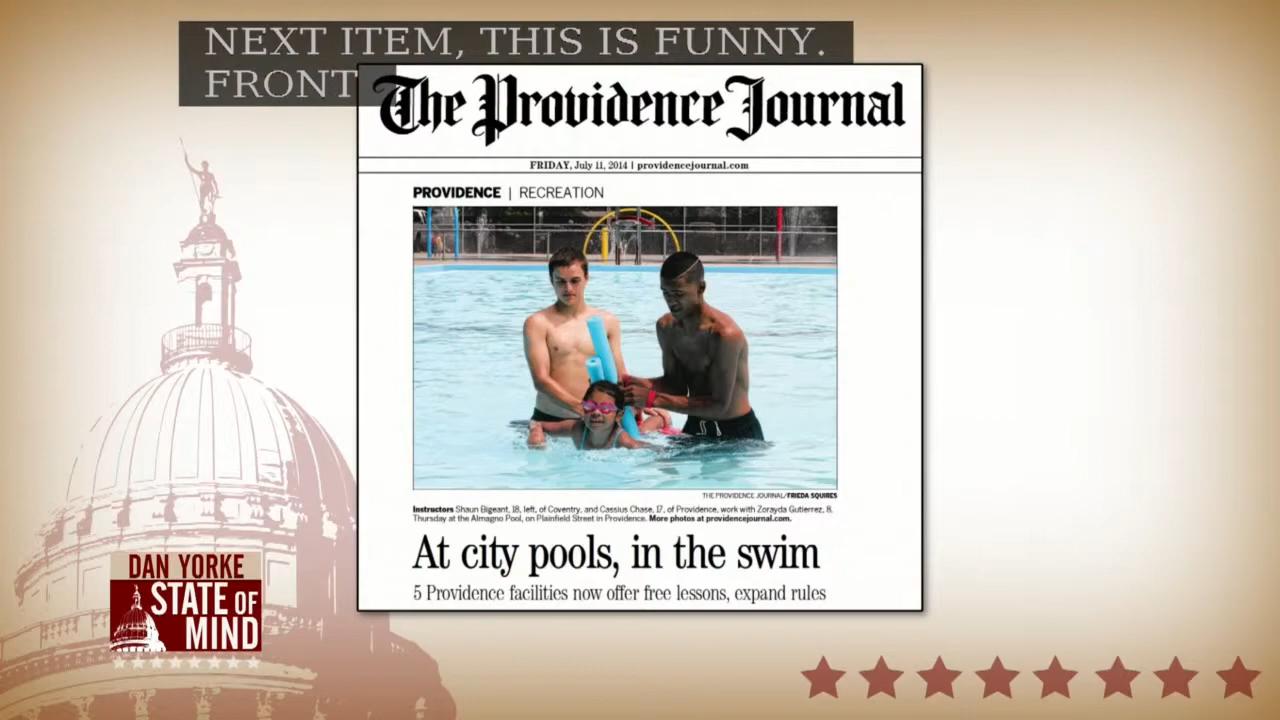 NEXT ITEM, THIS IS FUNNY.
FRONT
The Providence Journal
FRIDAY, July 11, 2014 | providencejournal.com
PROVIDENCE | RECREATION
THE PROVIDENCE JOURNAL/FRIEDA SQUIRES
Instructors Shaun Bigeant, 18, left, of Coventry, and Cassius Chase, 17, of Providence, work with Zorayda Gutierrez, 8,
Thursday at the Almagno Pool, on Plainfield Street in Providence. More photos at providencejournal.com.
At city pools, in the swim
5 Providence facilities now offer free lessons, expand rules
DAN YORKE
STATE OF
MIND